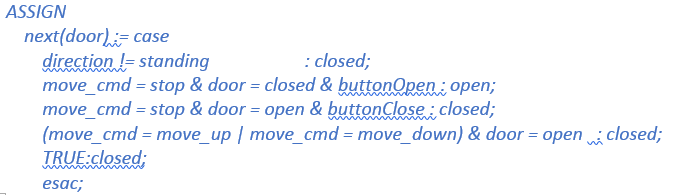 ASSIGN
next(door) := case
direction != standing : closed;
move_cmd = stop & door = closed & buttonOpen : open;
move_cmd = stop & door = open & buttonClose : closed;
(move_cmd = move_up | move_cmd = move_down) & door = open : closed;
TRUE:closed;
esac;